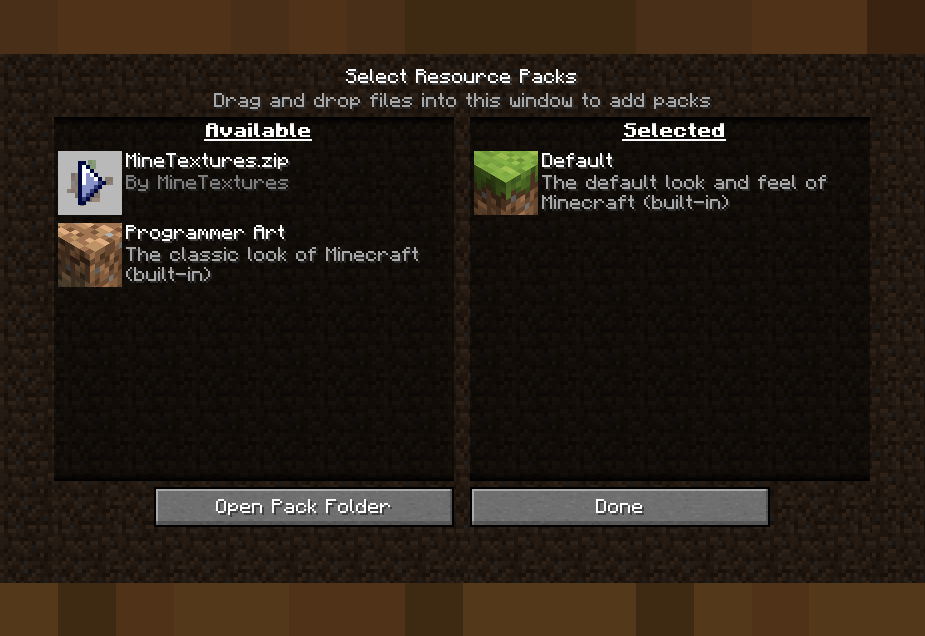 Select Resource Packs
Drag and drop files into this window to add packs
Available
MineTextures.zip
By MineTextures
Programmer Art
The classic look of Minecraft
(built-in)
Selected
Default
The default look and feel of
Minecraft (built-in)
Open Pack Folder
Done